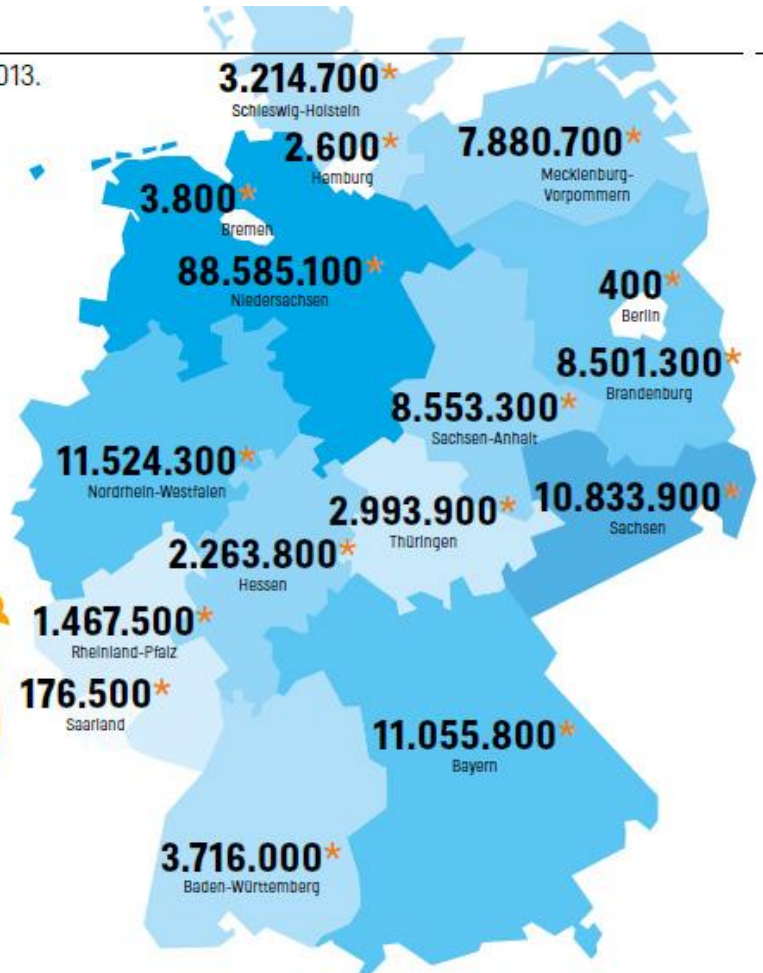 013.
3.214.700*
Schleswig-Holstein
2.600*
Hamburg
7.880.700*
Mecklenburg-
Vorpommern
3.800*
Bremen
88.585.100*
Niedersachsen
400*
Berlin
8.501.300*
Brandenburg
8.553.300*
Sachsen-Anhalt
11.524.300*
Nordrhein-Westfalen
10.833.900*
Sachsen
2.993.900*
Thüringen
2.263.800*
Hessen
1.467.500*
Rheinland-Pfalz
176.500*
Saarland
11.055.800*
Bayern
3.716.000*
Baden-Württemberg